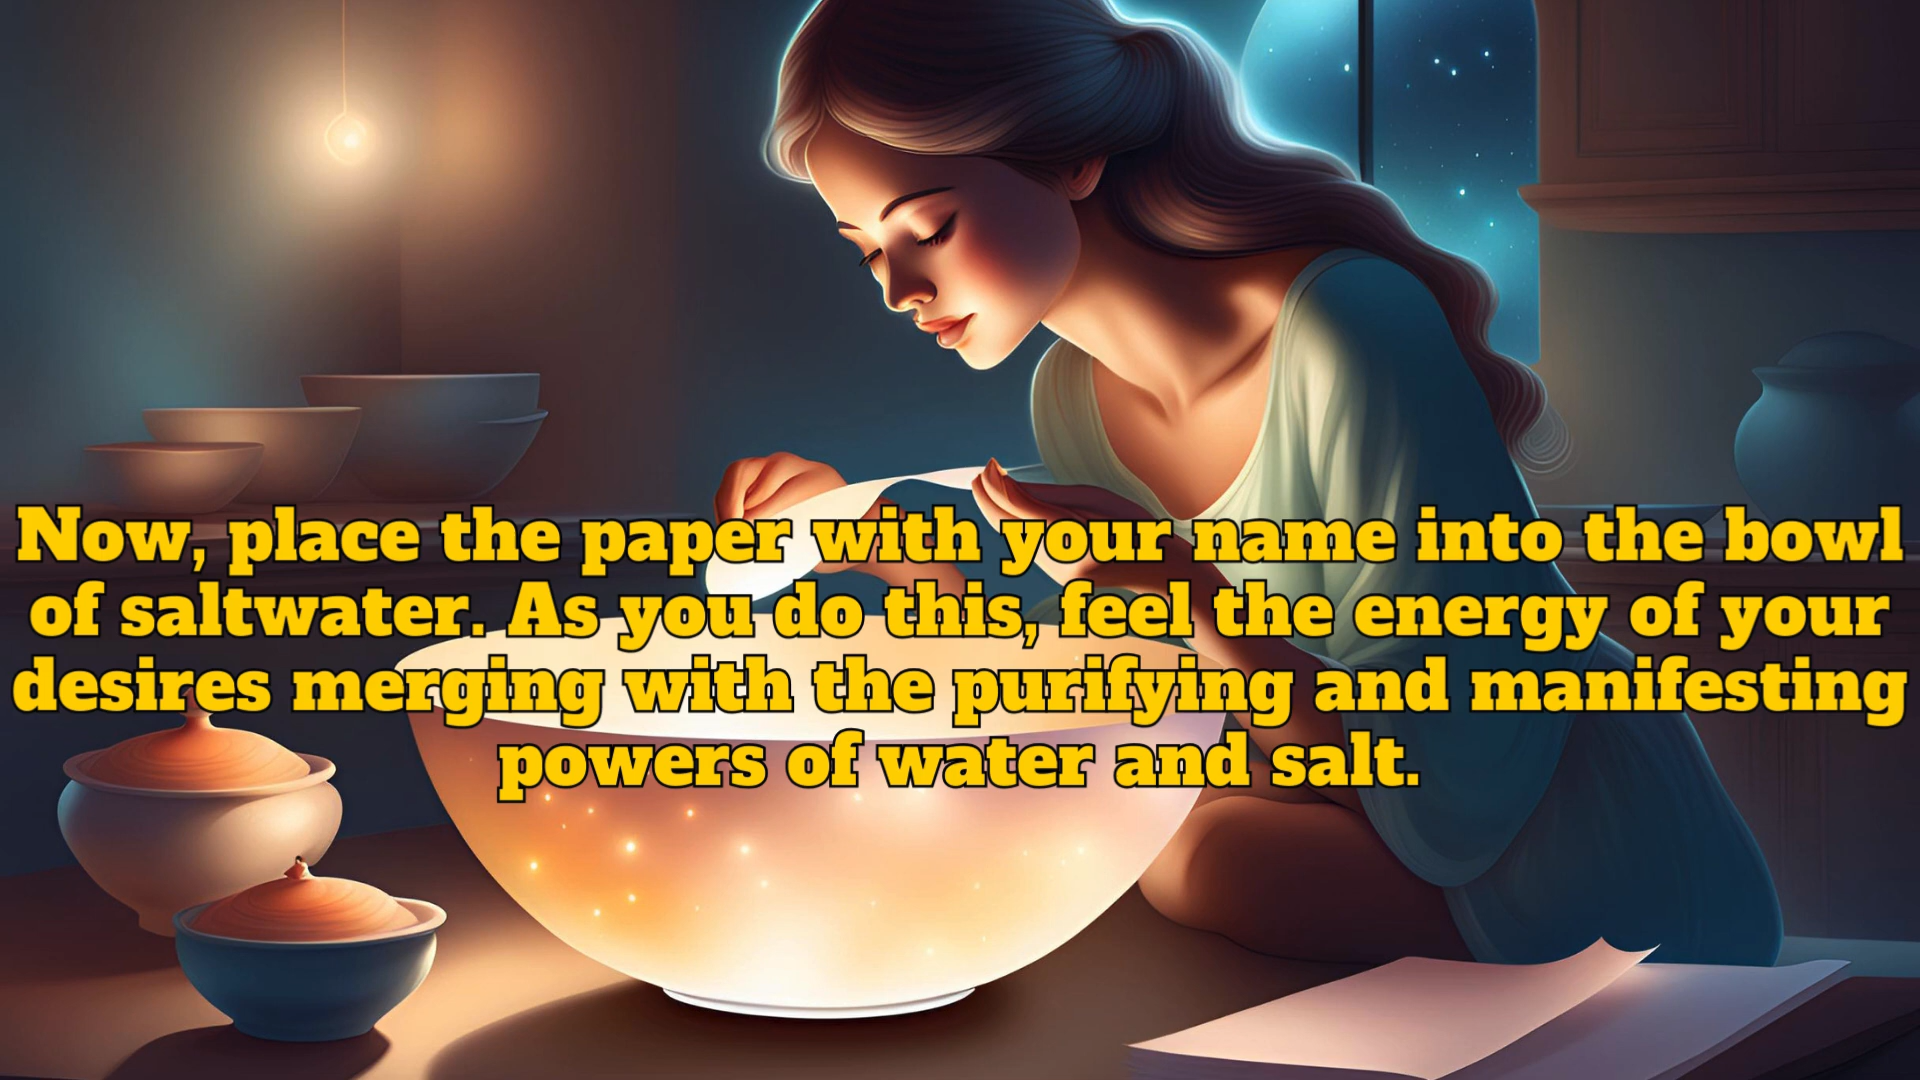 Now, place the paper with your name into the bowl
of saltwater. As you do this, feel the energy of your
desires merging with the purifying and manifesting
powers of water and salt.